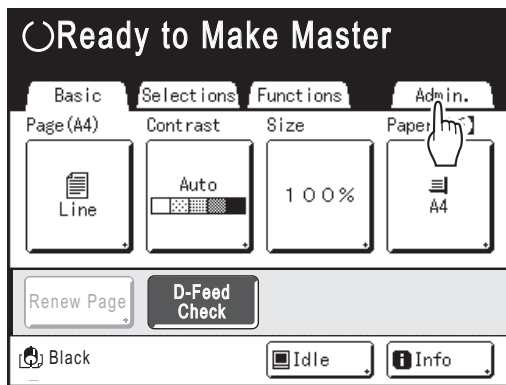 Ready to Make Master
Basic Selections Functions Admin.
Page(A4) Contrast Size Paper
Line Auto 100% A4
Renew Page D-Feed Check
Black Idle Info